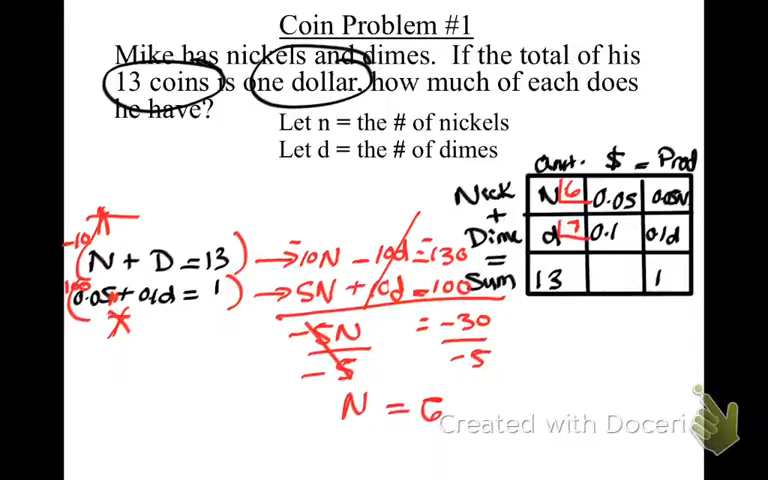 Coin Problem #1
Mike has nickels and dimes. If the total of his
13 coins is one dollar, how much of each does
he have?
Let n = the # of nickels
Let d = the # of dimes
Amt. $ = Prod
Nick N 6 0.05 0.05N
+
Dime d 7 0.1 0.1d
=
Sum 13 1
-10
(N + D = 13) → -10N - 10d = -130
100
(0.05N + 0.1d = 1) → 5N + 10d = 100
-5N = -30
-5 -5
N = 6
Created with Doceri